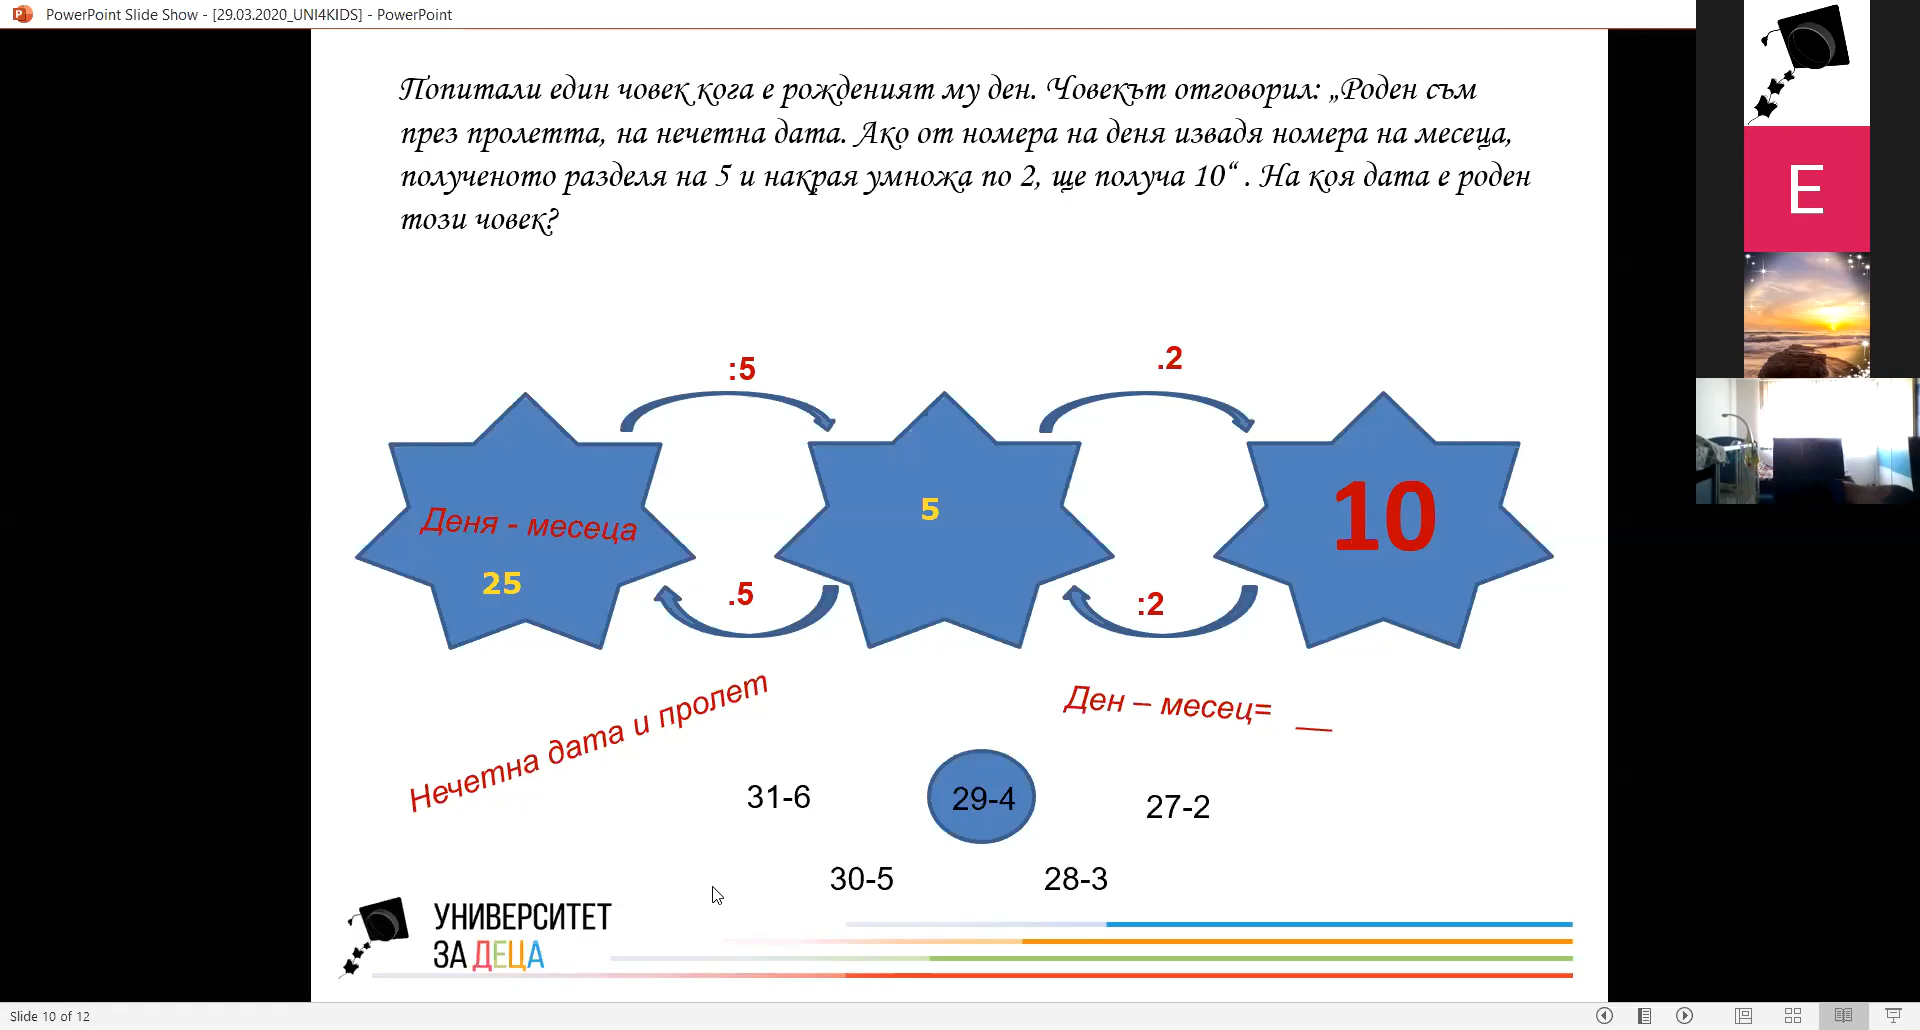 PowerPoint Slide Show - [29.03.2020_UNI4KIDS] - PowerPoint
Попитали един човек кога е рожденият му ден. Човекът отговорил: „Роден съм
през пролетта, на нечетна дата. Ако от номера на деня извадя номера на месеца,
полученото разделя на 5 и накрая умножа по 2, ще получа 10“ . На коя дата е роден
този човек?
E
:5
.2
Деня - месеца
25
5
10
.5
:2
Нечетна дата и пролет
Ден – месец= __
31-6
29-4
27-2
30-5
28-3
УНИВЕРСИТЕТ
ЗА ДЕЦА
Slide 10 of 12